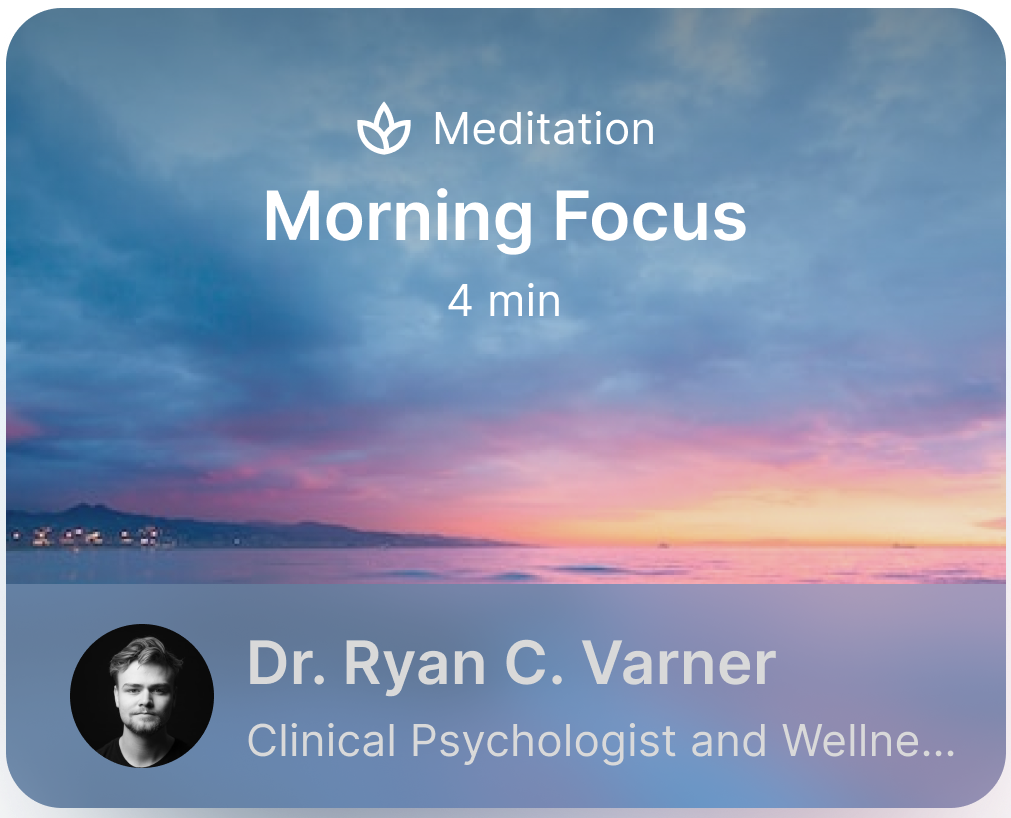 Meditation
Morning Focus
4 min
Dr. Ryan C. Varner
Clinical Psychologist and Wellne...